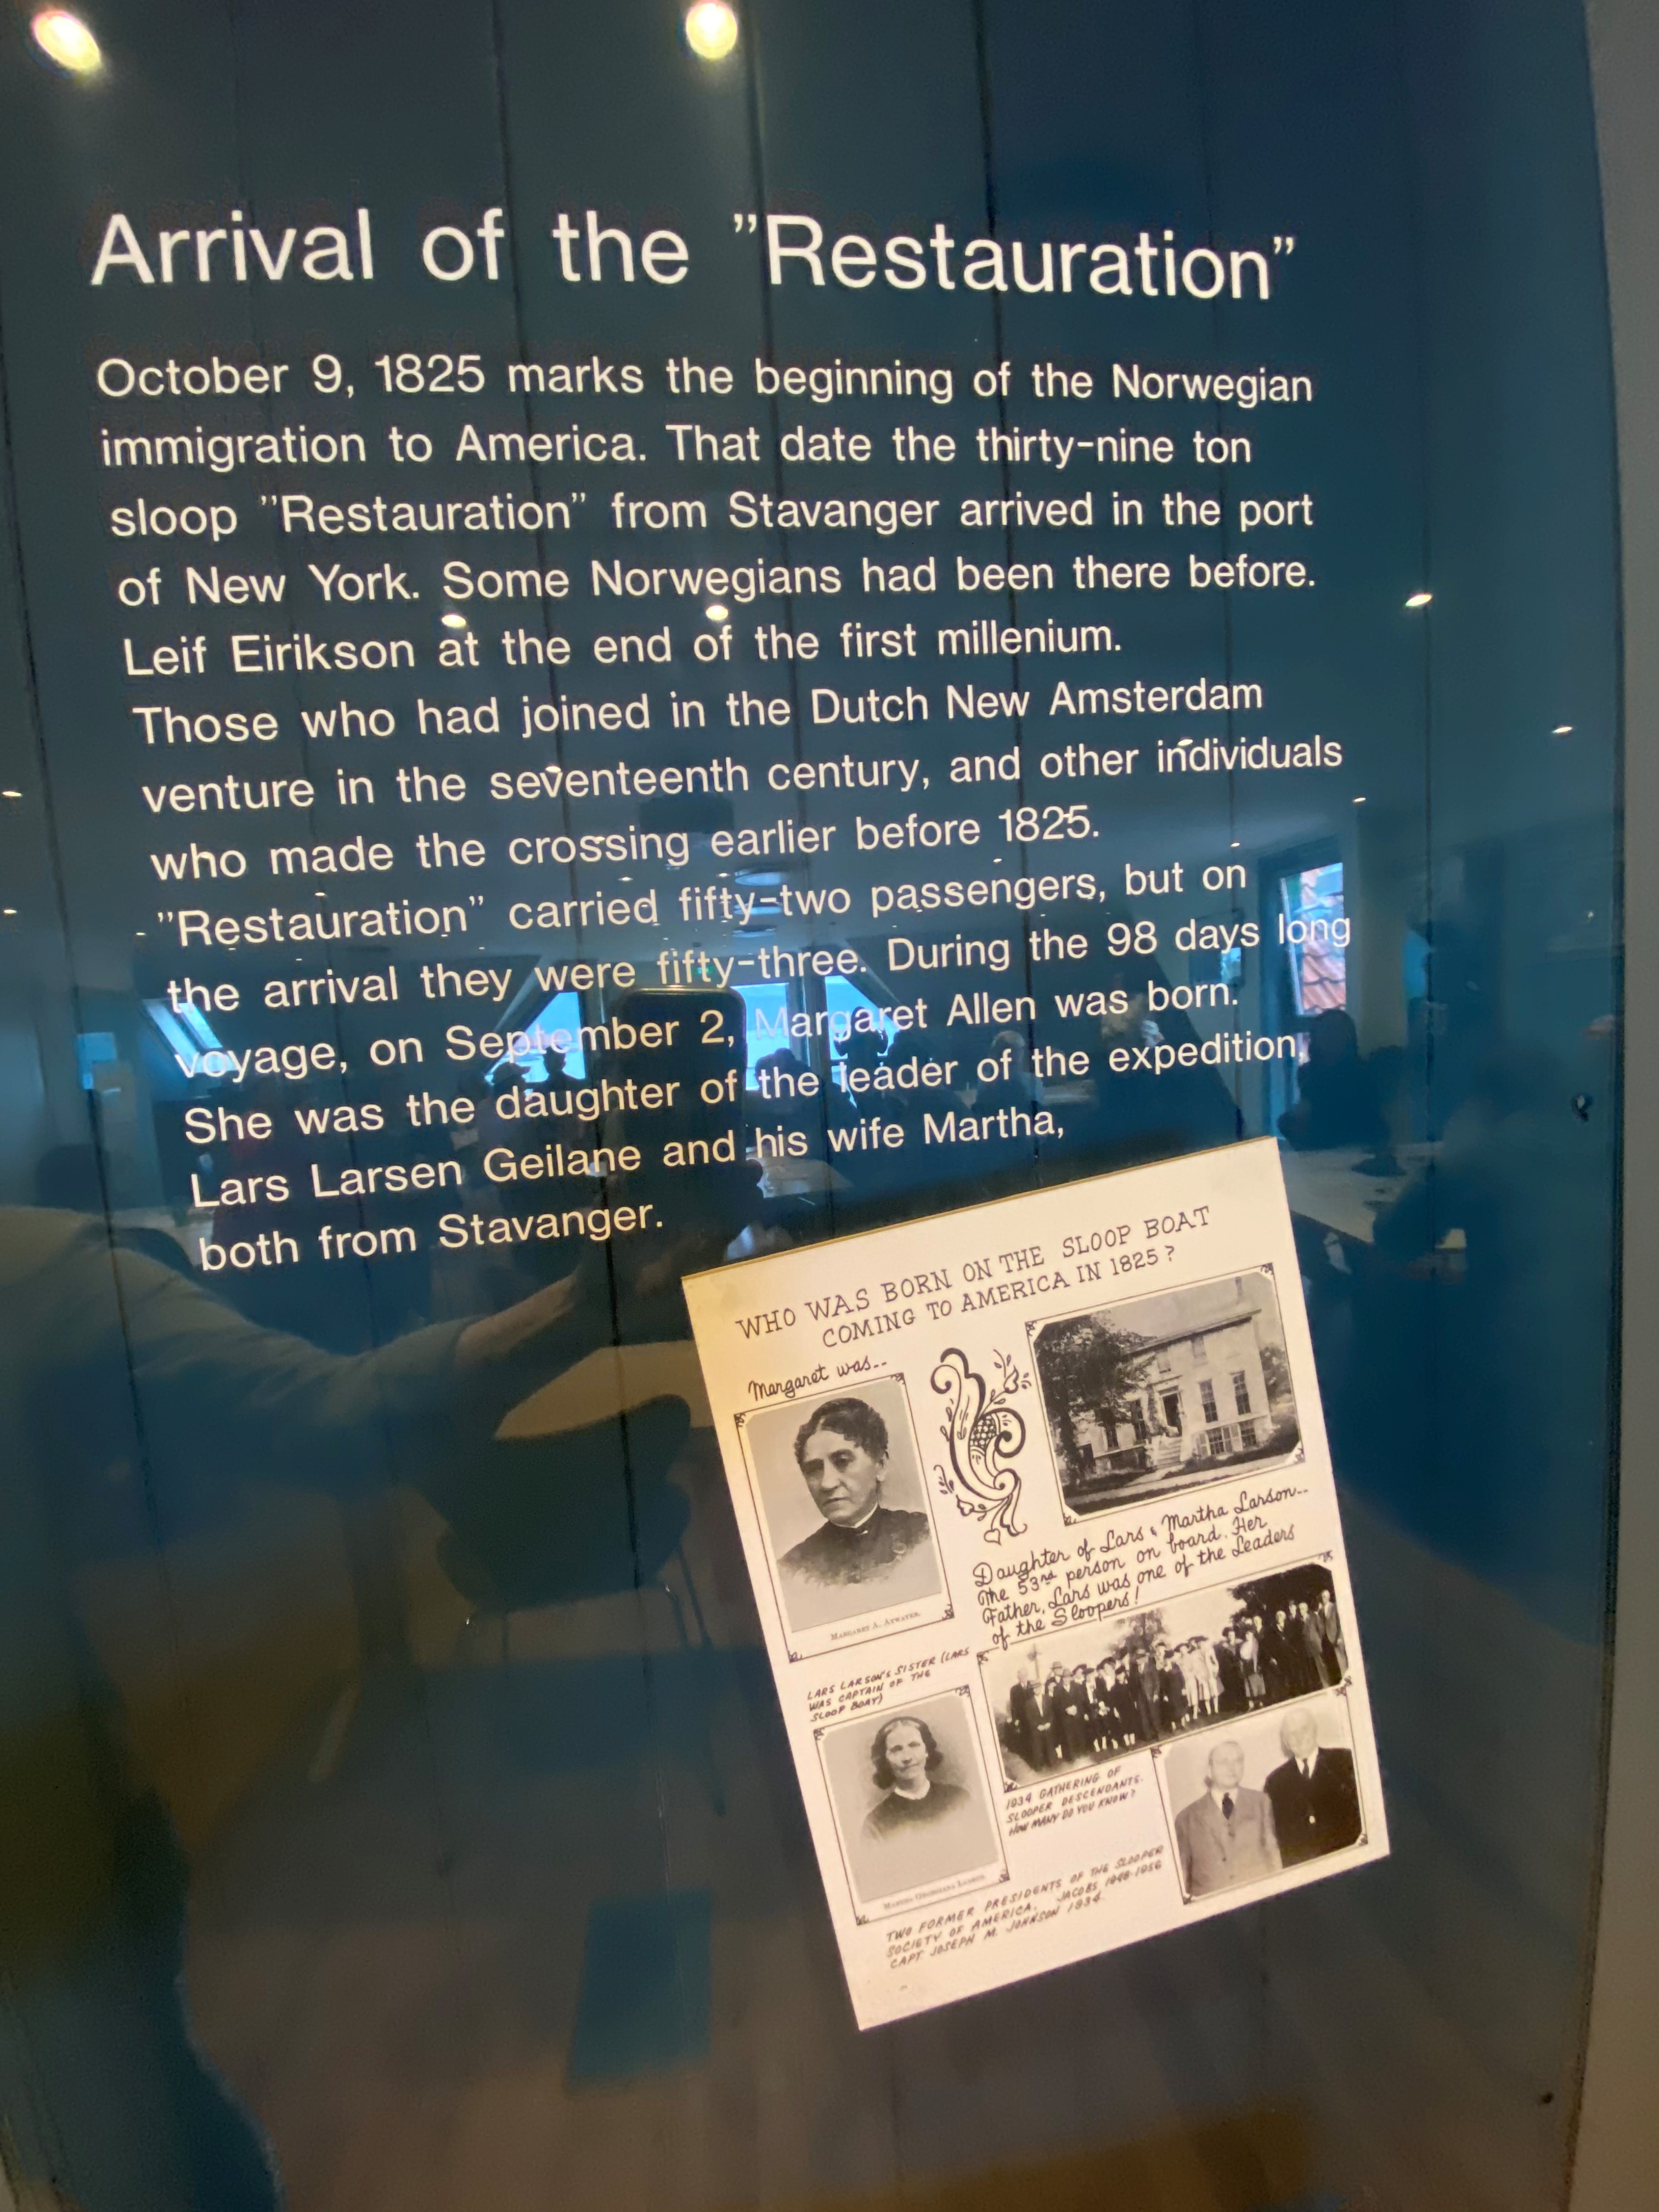 Arrival of the ”Restauration”
October 9, 1825 marks the beginning of the Norwegian
immigration to America. That date the thirty-nine ton
sloop ”Restauration” from Stavanger arrived in the port
of New York. Some Norwegians had been there before.
Leif Eirikson at the end of the first millenium.
Those who had joined in the Dutch New Amsterdam
venture in the seventeenth century, and other individuals
who made the crossing earlier before 1825.
”Restauration” carried fifty-two passengers, but on
the arrival they were fifty-three. During the 98 days long
voyage, on September 2, Margaret Allen was born.
She was the daughter of the leader of the expedition,
Lars Larsen Geilane and his wife Martha,
both from Stavanger.
WHO WAS BORN ON THE SLOOP BOAT
COMING TO AMERICA IN 1825?
Margaret was--
MARGARET A. ATWATER.
Daughter of Lars & Martha Larson--
The 53rd person on board. Her
Father, Lars was one of the Leaders
of the Sloopers!
LARS LARSON'S SISTER (LARS
WAS CAPTAIN OF THE
SLOOP BOAT)
MARTHA GEORGIANA LARSON.
1934 GATHERING OF
SLOOPER DESCENDANTS.
HOW MANY DO YOU KNOW?
TWO FORMER PRESIDENTS OF THE SLOOPER
SOCIETY OF AMERICA. JACOBS
CAPT JOSEPH M. JOHNSON 1934.